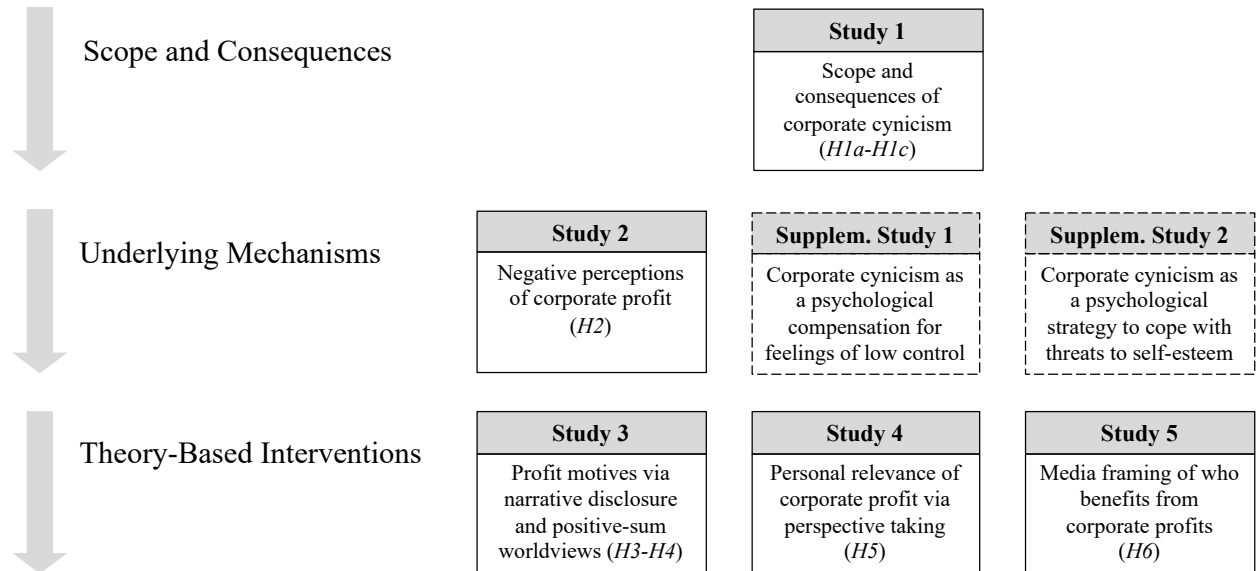 Scope and Consequences
Study 1
Scope and
consequences of
corporate cynicism
(H1a-H1c)
Underlying Mechanisms
Study 2
Negative perceptions
of corporate profit
(H2)
Supplem. Study 1
Corporate cynicism as
a psychological
compensation for
feelings of low control
Supplem. Study 2
Corporate cynicism as
a psychological
strategy to cope with
threats to self-esteem
Theory-Based Interventions
Study 3
Profit motives via
narrative disclosure
and positive-sum
worldviews (H3-H4)
Study 4
Personal relevance of
corporate profit via
perspective taking
(H5)
Study 5
Media framing of who
benefits from
corporate profits
(H6)